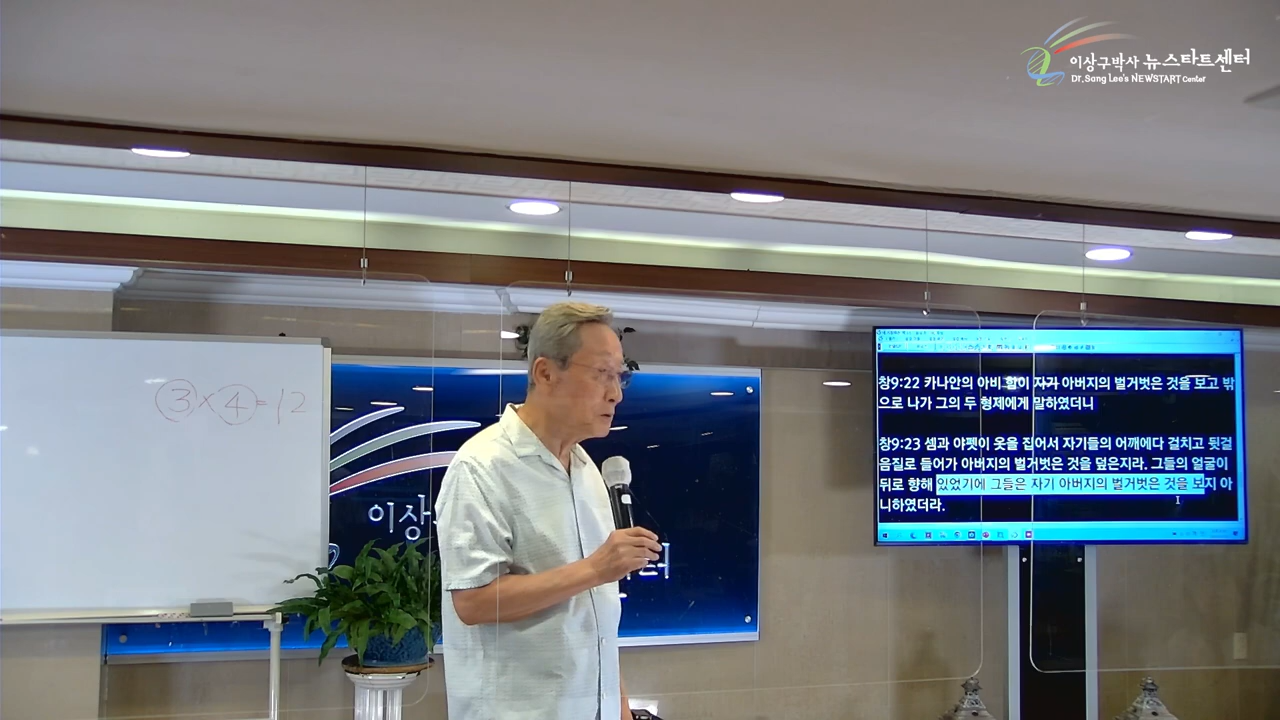 이상구박사 뉴스타트센터
Dr. Sang Lee's NEWSTART Center
③×④=12
이상
터
창9:22 카나안의 아비 함이 자기 아버지의 벌거벗은 것을 보고 밖
으로 나가 그의 두 형제에게 말하였더니
창9:23 셈과 야펫이 옷을 집어서 자기들의 어깨에다 걸치고 뒷걸
음질로 들어가 아버지의 벌거벗은 것을 덮은지라. 그들의 얼굴이
뒤로 향해 있었기에 그들은 자기 아버지의 벌거벗은 것을 보지 아
니하였더라.